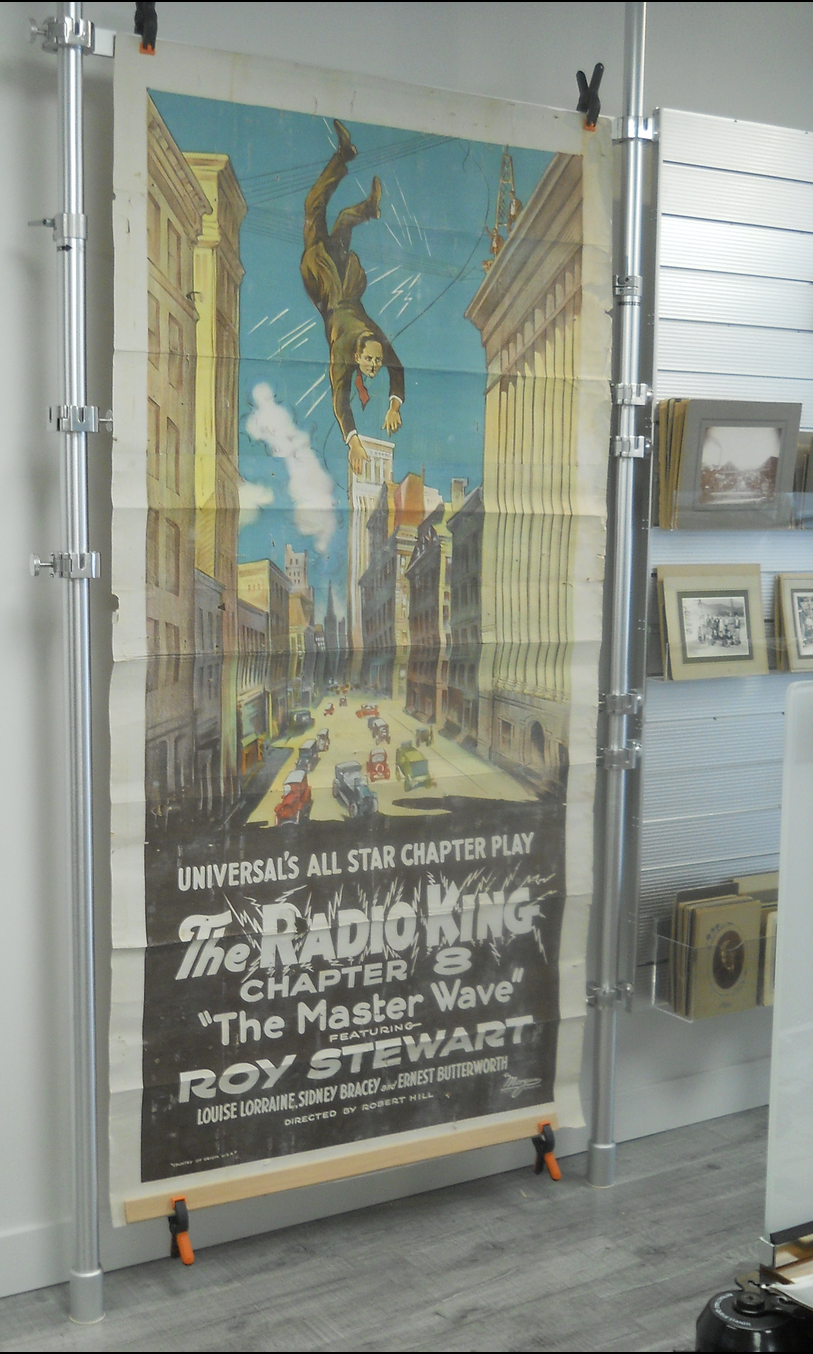 UNIVERSAL'S ALL STAR CHAPTER PLAY
The RADIO KING
CHAPTER 8
"The Master Wave"
FEATURING
ROY STEWART
LOUISE LORRAINE, SIDNEY BRACEY and ERNEST BUTTERWORTH
DIRECTED BY ROBERT HILL